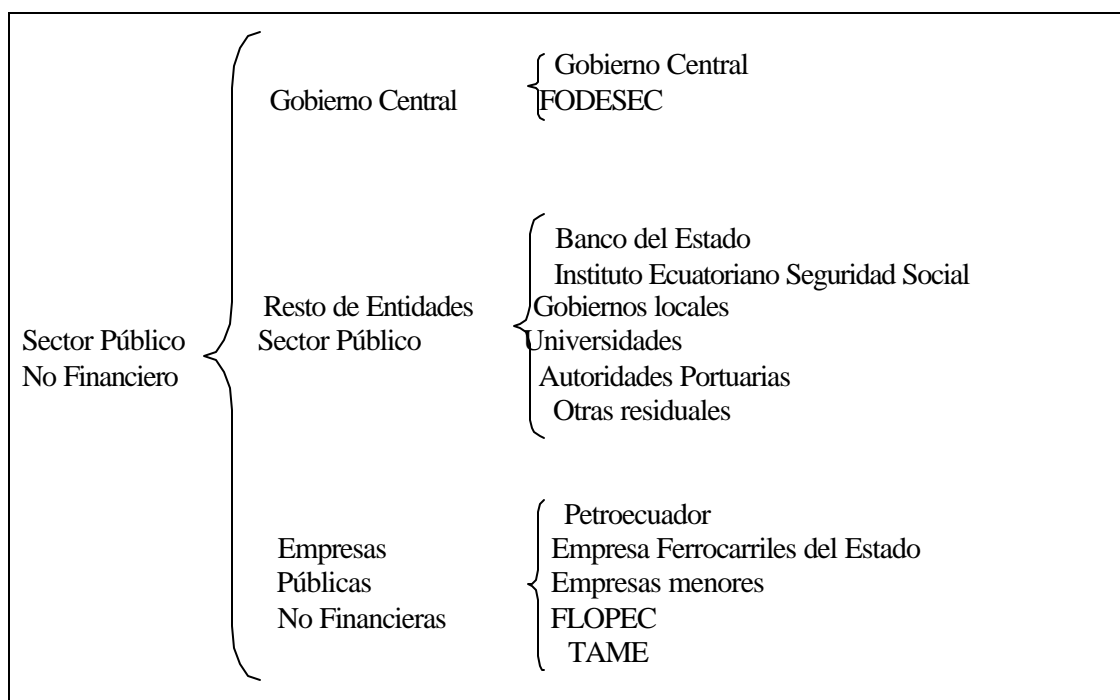 Sector Público
No Financiero
Gobierno Central
Gobierno Central
FODESEC
Resto de Entidades
Sector Público
Banco del Estado
Instituto Ecuatoriano Seguridad Social
Gobiernos locales
Universidades
Autoridades Portuarias
Otras residuales
Empresas
Públicas
No Financieras
Petroecuador
Empresa Ferrocarriles del Estado
Empresas menores
FLOPEC
TAME